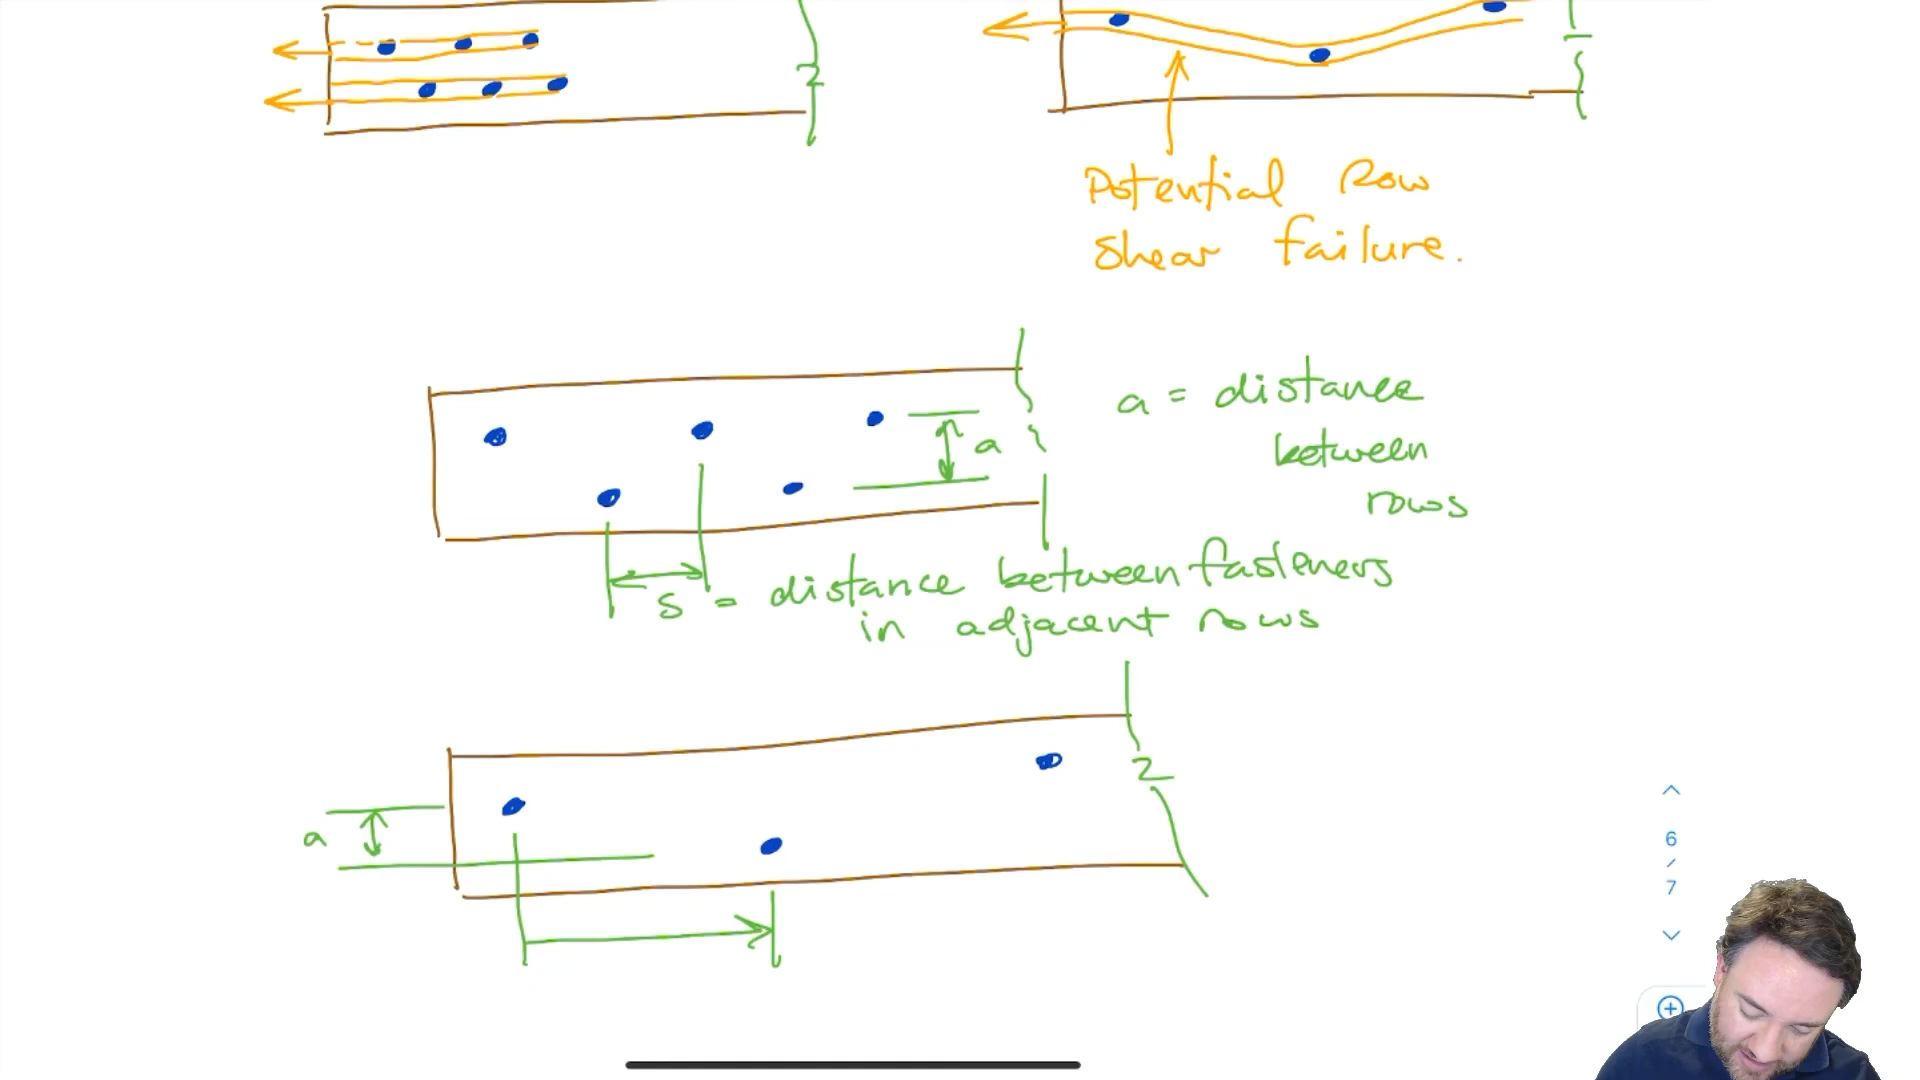 Potential Row
shear failure.
a = distance
between
rows
a
s = distance between fasteners
in adjacent rows
a
6
/
7